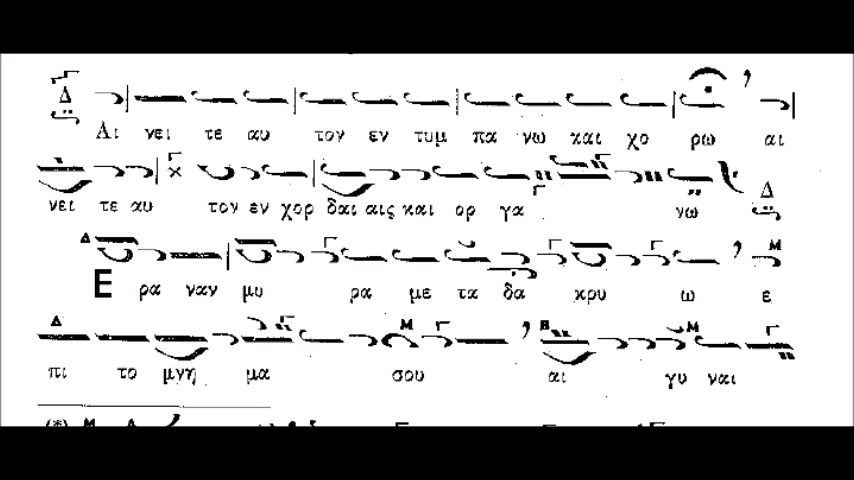 Αι νει τε αυ τον εν τυμ πα νω και χο ρω αι
νει τε αυ τον εν χορ δαι αις και ορ γα νω
Ε ραν ναν μυ ρα με τα δα κρυ ω ε
πι το μνη μα σου αι γυ ναι